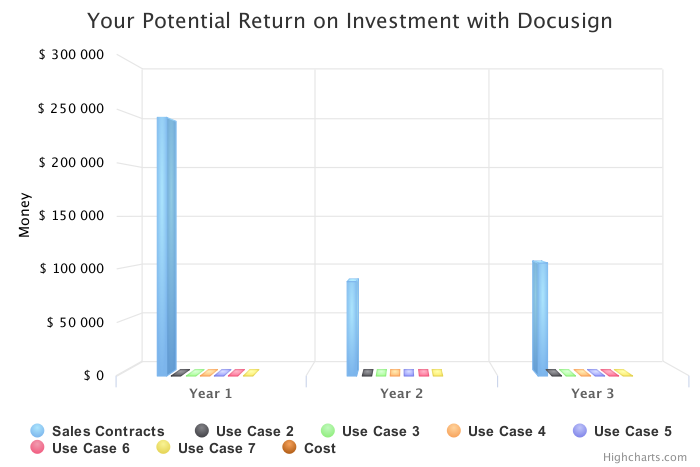 Your Potential Return on Investment with Docusign
$ 300 000
$ 250 000
$ 200 000
$ 150 000
$ 100 000
$ 50 000
$ 0
Money
Year 1 Year 2 Year 3
Sales Contracts Use Case 2 Use Case 3 Use Case 4 Use Case 5
Use Case 6 Use Case 7 Cost
Highcharts.com